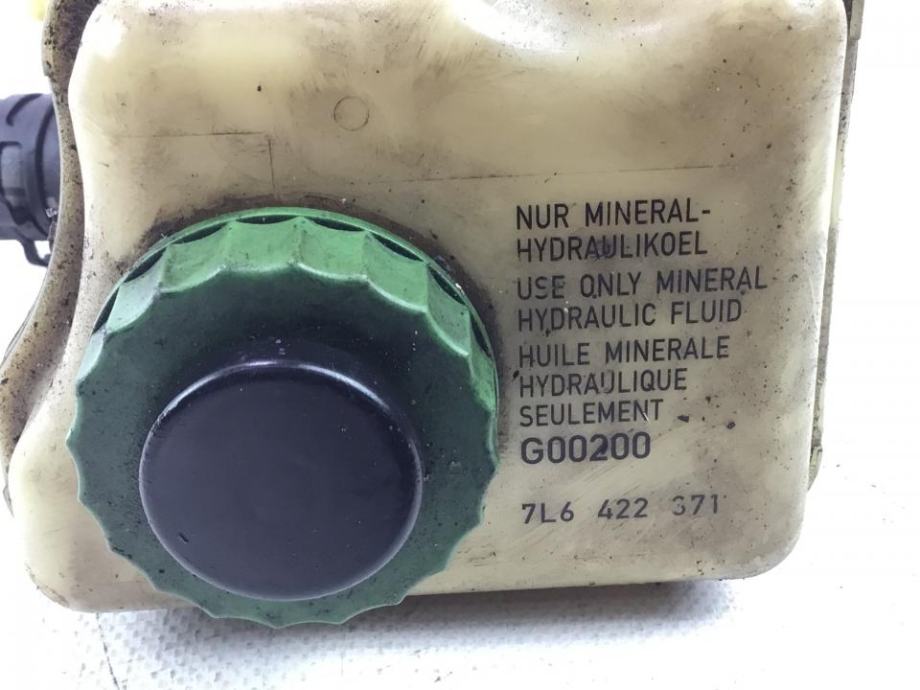 NUR MINERAL-
HYDRAULIKOEL
USE ONLY MINERAL
HYDRAULIC FLUID
HUILE MINERALE
HYDRAULIQUE
SEULEMENT
G00200
7L6 422 371